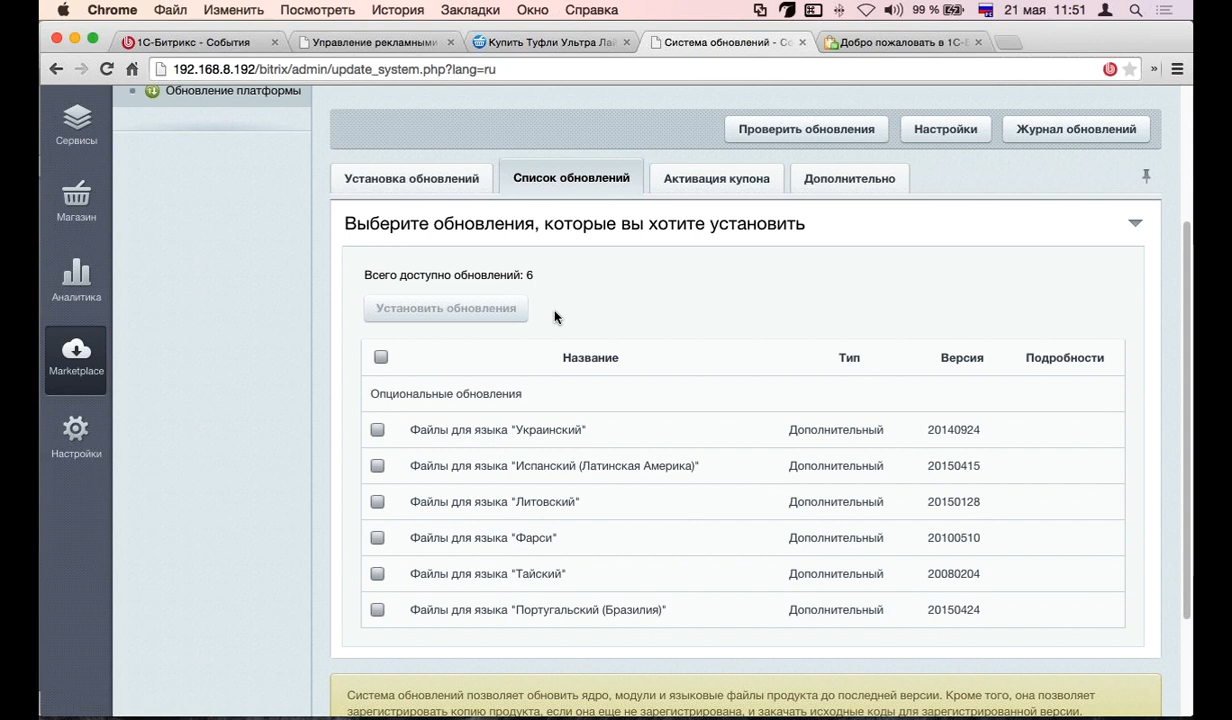 Chrome Файл Изменить Посмотреть История Закладки Окно Справка 99 % 21 мая 11:51
1С-Битрикс - События Управление рекламными Купить Туфли Ультра Ла Система обновлений - Со Добро пожаловать в 1С-Б
192.168.8.192/bitrix/admin/update_system.php?lang=ru
Обновление платформы
Сервисы
Магазин
Аналитика
Marketplace
Настройки
Проверить обновления Настройки Журнал обновлений
Установка обновлений Список обновлений Активация купона Дополнительно
Выберите обновления, которые вы хотите установить
Всего доступно обновлений: 6
Установить обновления
Название Тип Версия Подробности
Опциональные обновления
Файлы для языка "Украинский" Дополнительный 20140924
Файлы для языка "Испанский (Латинская Америка)" Дополнительный 20150415
Файлы для языка "Литовский" Дополнительный 20150128
Файлы для языка "Фарси" Дополнительный 20100510
Файлы для языка "Тайский" Дополнительный 20080204
Файлы для языка "Португальский (Бразилия)" Дополнительный 20150424
Система обновлений позволяет обновить ядро, модули и языковые файлы продукта до последней версии. Кроме того, она позволяет
зарегистрировать копию продукта, если она еще не зарегистрирована, и закачать исходные коды для зарегистрированной версии.